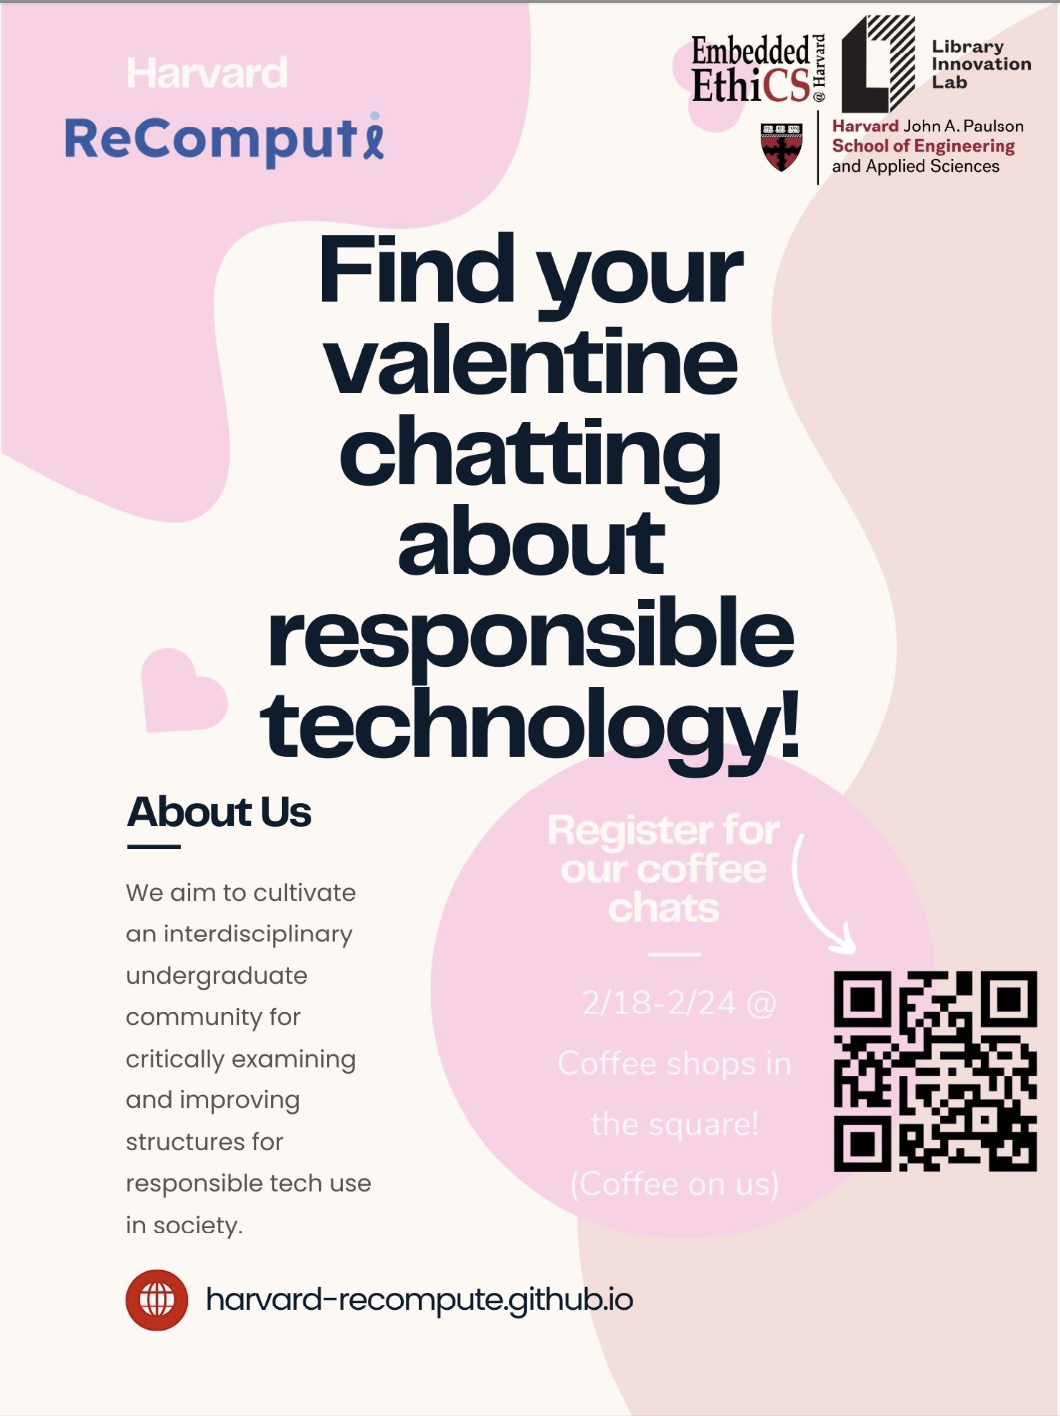 Harvard
ReCompute
Embedded
EthiCS
@ Harvard
Library
Innovation
Lab
Harvard John A. Paulson
School of Engineering
and Applied Sciences
Find your
valentine
chatting
about
responsible
technology!
About Us
We aim to cultivate
an interdisciplinary
undergraduate
community for
critically examining
and improving
structures for
responsible tech use
in society.
Register for
our coffee
chats
2/18-2/24 @
Coffee shops in
the square!
(Coffee on us)
harvard-recompute.github.io